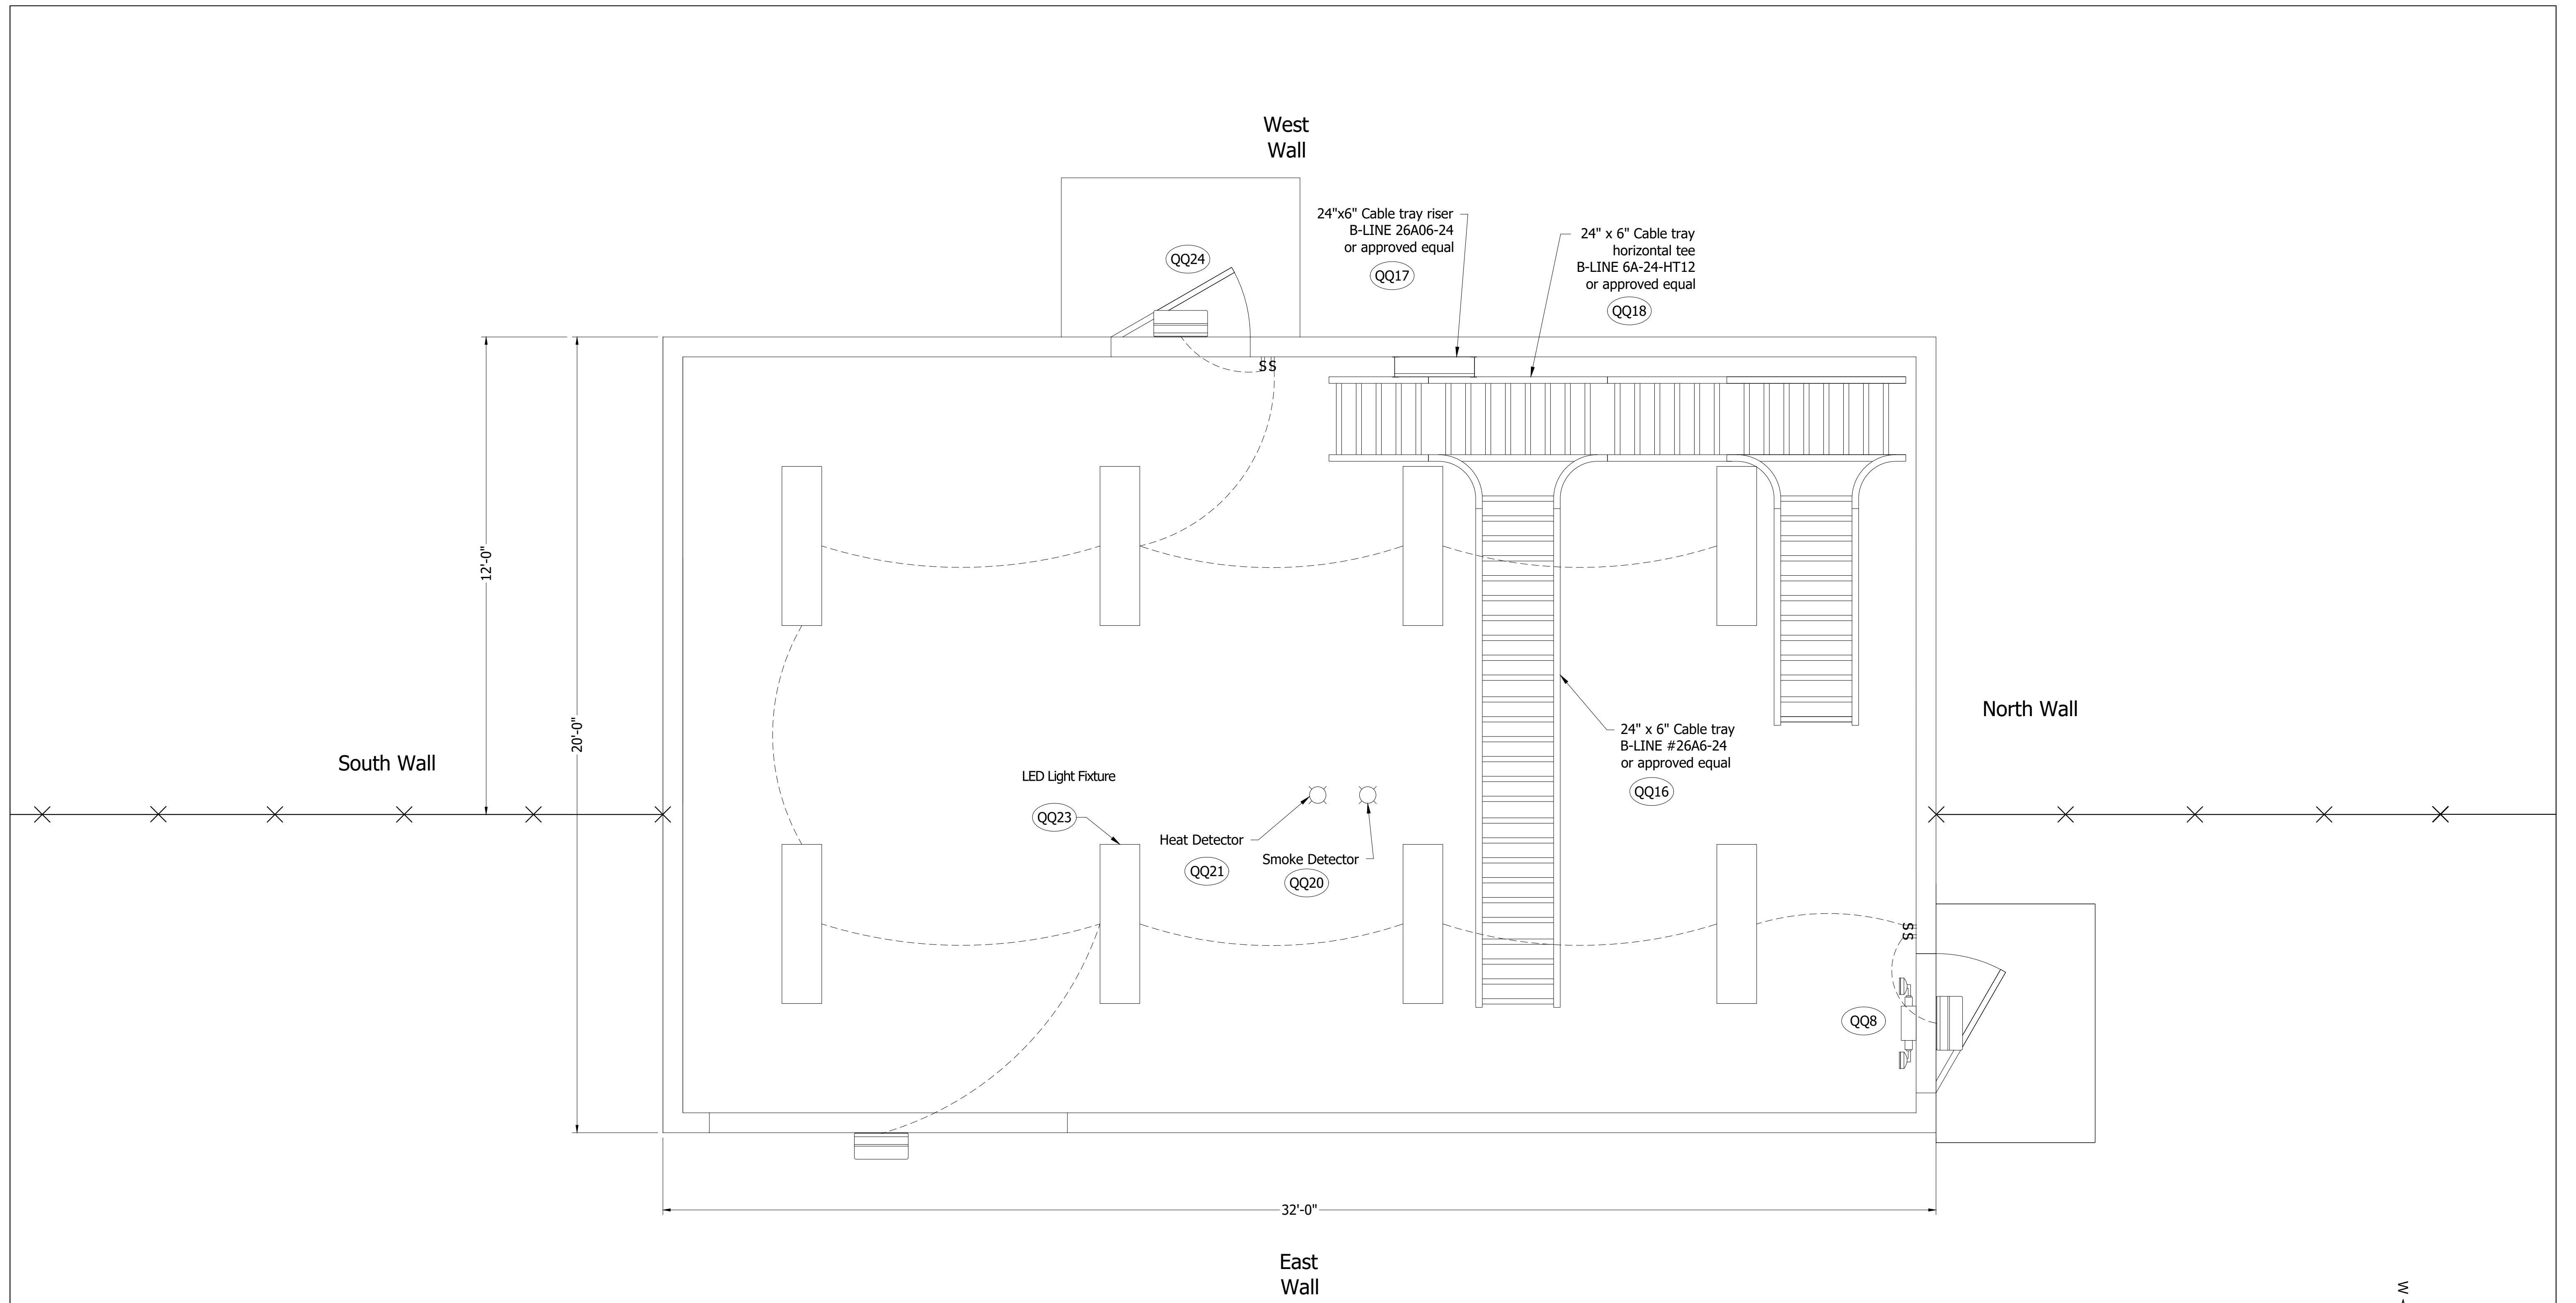 West
Wall
24"x6" Cable tray riser
B-LINE 26A06-24
or approved equal
QQ17
24" x 6" Cable tray
horizontal tee
B-LINE 6A-24-HT12
or approved equal
QQ18
QQ24
SS
12'-0"
20'-0"
South Wall
North Wall
24" x 6" Cable tray
B-LINE #26A6-24
or approved equal
QQ16
LED Light Fixture
QQ23
Heat Detector
QQ21
Smoke Detector
QQ20
SS
QQ8
32'-0"
East
Wall
W